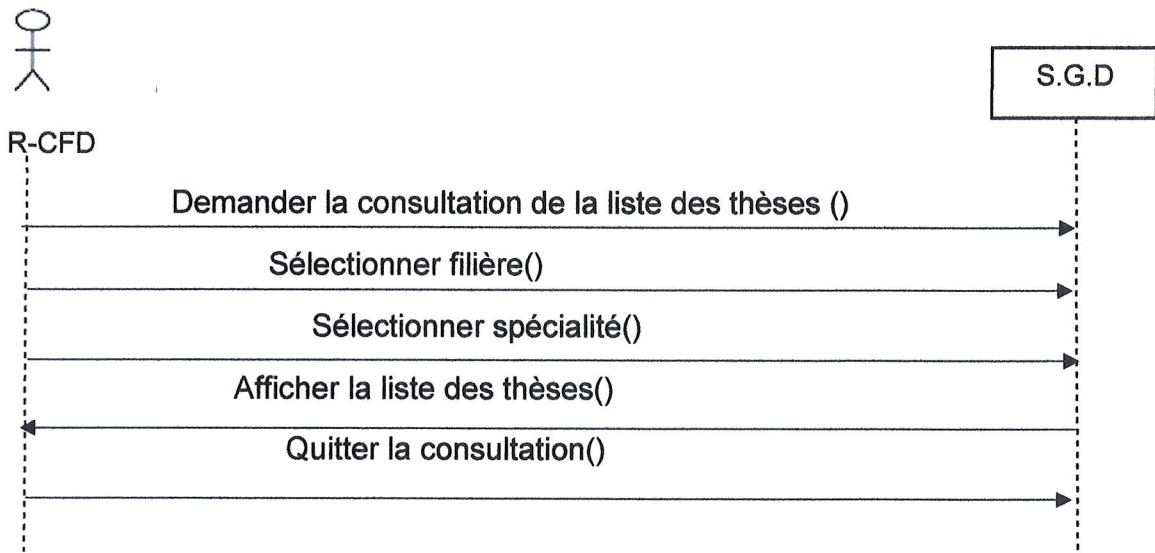 S.G.D
R-CFD
Demander la consultation de la liste des thèses ()
Sélectionner filière()
Sélectionner spécialité()
Afficher la liste des thèses()
Quitter la consultation()